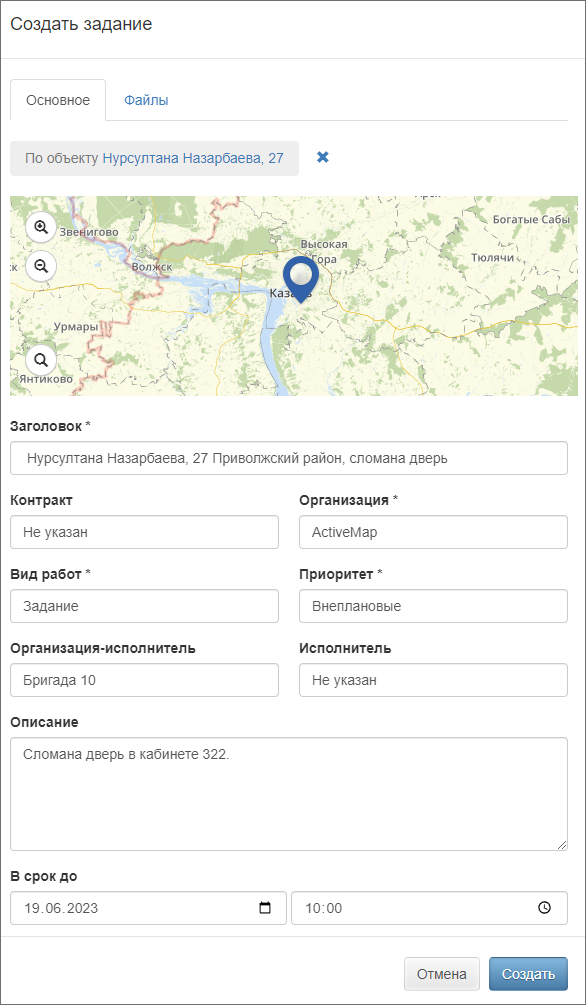 Создать задание
Основное Файлы
По объекту Нурсултана Назарбаева, 27
Богатые Сабы
Звенигово
Высокая
Гора
Тюлячи
Волжск
Казань
Урмары
Янтиково
Заголовок *
Нурсултана Назарбаева, 27 Приволжский район, сломана дверь
Контракт Организация *
Не указан ActiveMap
Вид работ * Приоритет *
Задание Внеплановые
Организация-исполнитель Исполнитель
Бригада 10 Не указан
Описание
Сломана дверь в кабинете 322.
В срок до
19.06.2023 10:00
Отмена Создать